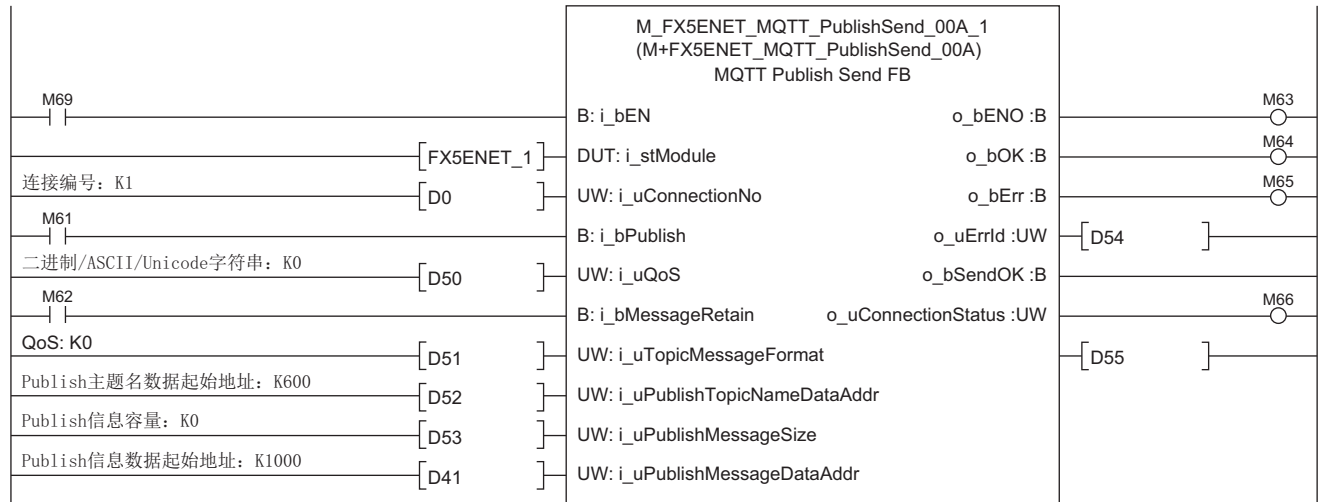 M_FX5ENET_MQTT_PublishSend_00A_1
(M+FX5ENET_MQTT_PublishSend_00A)
MQTT Publish Send FB
M69 B: i_bEN o_bENO :B M63
[FX5ENET_1] DUT: i_stModule o_bOK :B M64
连接编号：K1
[D0 ] UW: i_uConnectionNo o_bErr :B M65
M61 B: i_bPublish o_uErrId :UW [D54 ]
二进制/ASCII/Unicode字符串：K0
[D50 ] UW: i_uQoS o_bSendOK :B
M62 B: i_bMessageRetain o_uConnectionStatus :UW M66
QoS: K0
[D51 ] UW: i_uTopicMessageFormat [D55 ]
Publish主题名数据起始地址：K600
[D52 ] UW: i_uPublishTopicNameDataAddr
Publish信息容量：K0
[D53 ] UW: i_uPublishMessageSize
Publish信息数据起始地址：K1000
[D41 ] UW: i_uPublishMessageDataAddr